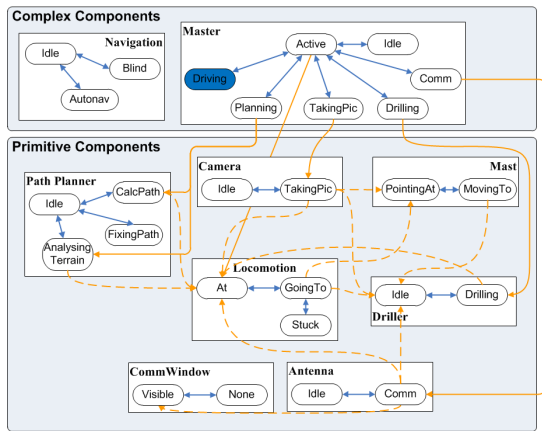 Complex Components
Navigation
Idle
Blind
Autonav
Master
Active
Idle
Driving
Comm
Planning
TakingPic
Drilling
Primitive Components
Path Planner
CalcPath
Idle
FixingPath
Analysing
Terrain
Camera
Idle
TakingPic
Mast
PointingAt
MovingTo
Locomotion
At
GoingTo
Stuck
Idle
Drilling
Driller
CommWindow
Visible
None
Antenna
Idle
Comm